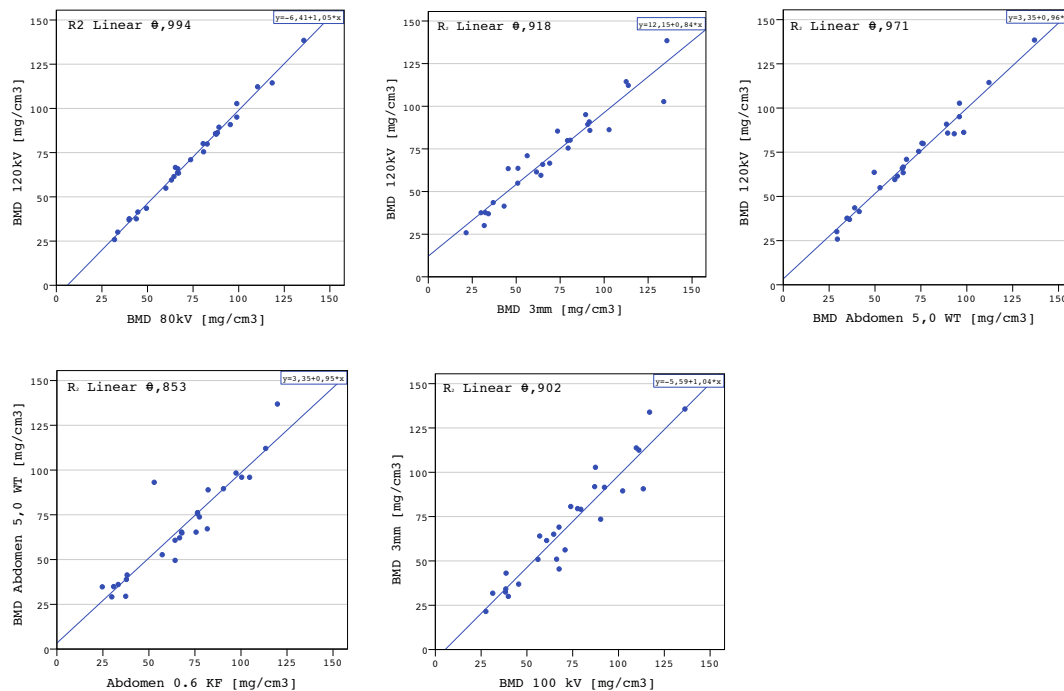 R2 Linear 0,994
y=-6,41+1,05*x
BMD 120kV [mg/cm3]
150
125
100
75
50
25
0
0 25 50 75 100 125 150
BMD 80kV [mg/cm3]
R2 Linear 0,918
y=12,15+0,84*x
BMD 120kV [mg/cm3]
150
125
100
75
50
25
0
0 25 50 75 100 125 150
BMD 3mm [mg/cm3]
R2 Linear 0,971
y=3,35+0,96*
BMD 120kV [mg/cm3]
150
125
100
75
50
25
0
0 25 50 75 100 125 150
BMD Abdomen 5,0 WT [mg/cm3]
R2 Linear 0,853
y=3,35+0,95*x
BMD Abdomen 5,0 WT [mg/cm3]
150
125
100
75
50
25
0
0 25 50 75 100 125 150
Abdomen 0.6 KF [mg/cm3]
R2 Linear 0,902
y=-5,59+1,04*x
BMD 3mm [mg/cm3]
150
125
100
75
50
25
0
0 25 50 75 100 125 150
BMD 100 kV [mg/cm3]